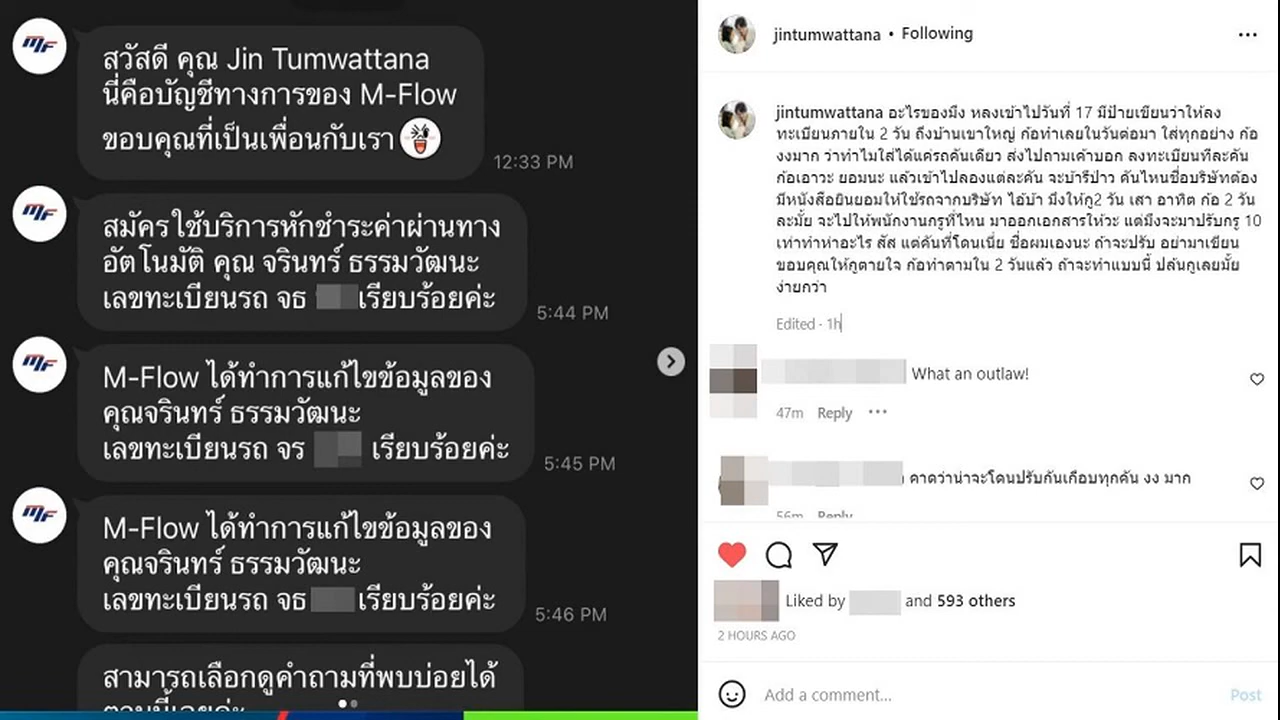 MF
สวัสดี คุณ Jin Tumwattana
นี่คือบัญชีทางการของ M-Flow
ขอบคุณที่เป็นเพื่อนกับเรา
12:33 PM
MF
สมัครใช้บริการหักชำระค่าผ่านทาง
อัตโนมัติ คุณ จรินทร์ ธรรมวัฒนะ
เลขทะเบียนรถ จธ เรียบร้อยค่ะ
5:44 PM
MF
M-Flow ได้ทำการแก้ไขข้อมูลของ
คุณจรินทร์ ธรรมวัฒนะ
เลขทะเบียนรถ จร เรียบร้อยค่ะ
5:45 PM
MF
M-Flow ได้ทำการแก้ไขข้อมูลของ
คุณจรินทร์ ธรรมวัฒนะ
เลขทะเบียนรถ จธ เรียบร้อยค่ะ
5:46 PM
สามารถเลือกดูคำถามที่พบบ่อยได้
jintumwattana • Following
jintumwattana อะไรของมึง หลงเข้าไปวันที่ 17 มีป้ายเขียนว่าให้ลง
ทะเบียนภายใน 2 วัน ถึงบ้านเขาใหญ่ ก้อทำเลยในวันต่อมา ใส่ทุกอย่าง ก้อ
งงมาก ว่าทำไมใส่ได้แค่รถคันเดียว ส่งไปถามเค้าบอก ลงทะเบียนทีละคัน
ก้อเอาวะ ยอมนะ แล้วเข้าไปลองแต่ละคัน จะบ้ารึป่าว คันไหนชื่อบริษัทต้อง
มีหนังสือยินยอมให้ใช้รถจากบริษัท ไอ้บ้า มึงให้กู2 วัน เสา อาทิต ก้อ 2 วัน
ละมั้ย จะไปให้พนักงานกรูที่ไหน มาออกเอกสารให้วะ แต่มึงจะมาปรับกรู 10
เท่าทำห่าอะไร สัส แต่คันที่โดนเนี่ย ชื่อผมเองนะ ถ้าจะปรับ อย่ามาเขียน
ขอบคุณให้กูตายใจ ก้อทำตามใน 2 วันแล้ว ถ้าจะทำแบบนี้ ปล้นกูเลยมั้ย
ง่ายกว่า
Edited · 1h
What an outlaw!
47m Reply
คาดว่าน่าจะโดนปรับกันเกือบทุกคัน งง มาก
56m Reply
Liked by and 593 others
2 HOURS AGO
Add a comment...
Post